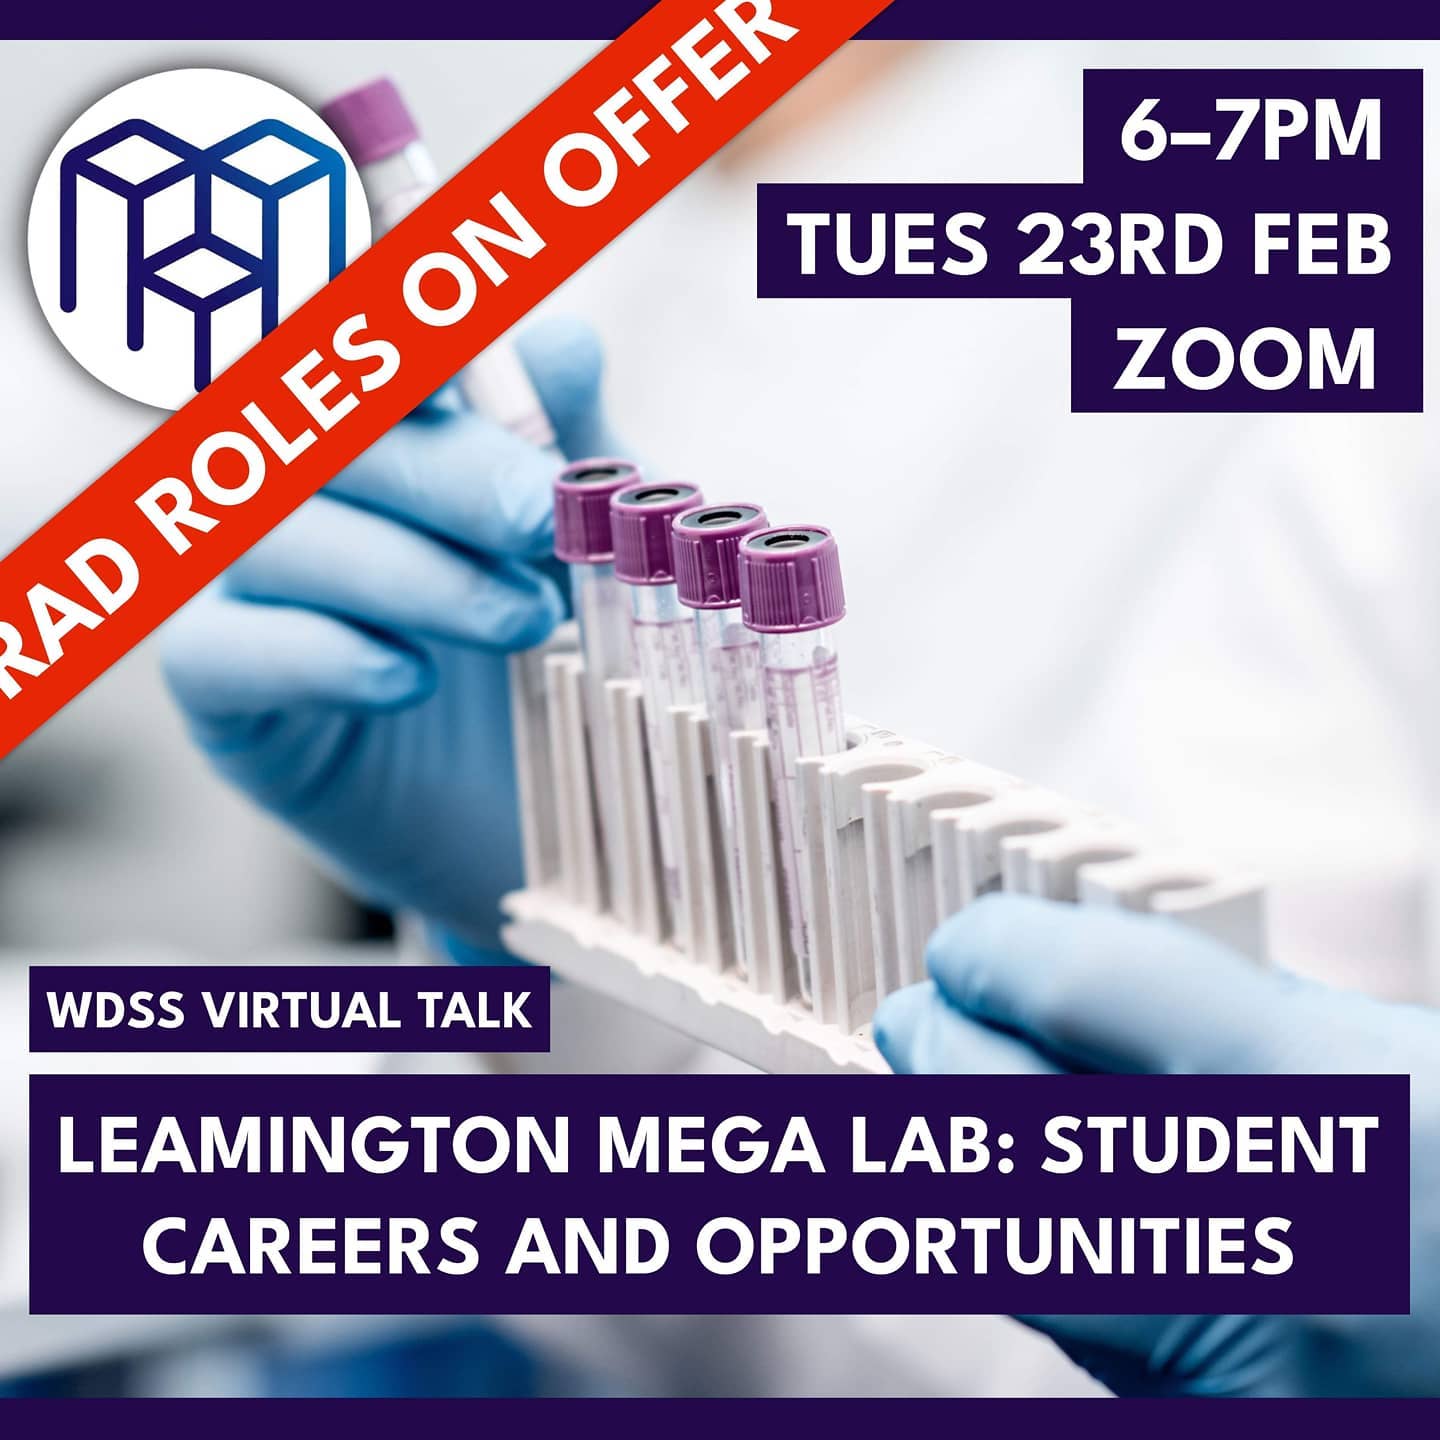 RAD ROLES ON OFFER
6–7PM
TUES 23RD FEB
ZOOM
WDSS VIRTUAL TALK
LEAMINGTON MEGA LAB: STUDENT
CAREERS AND OPPORTUNITIES